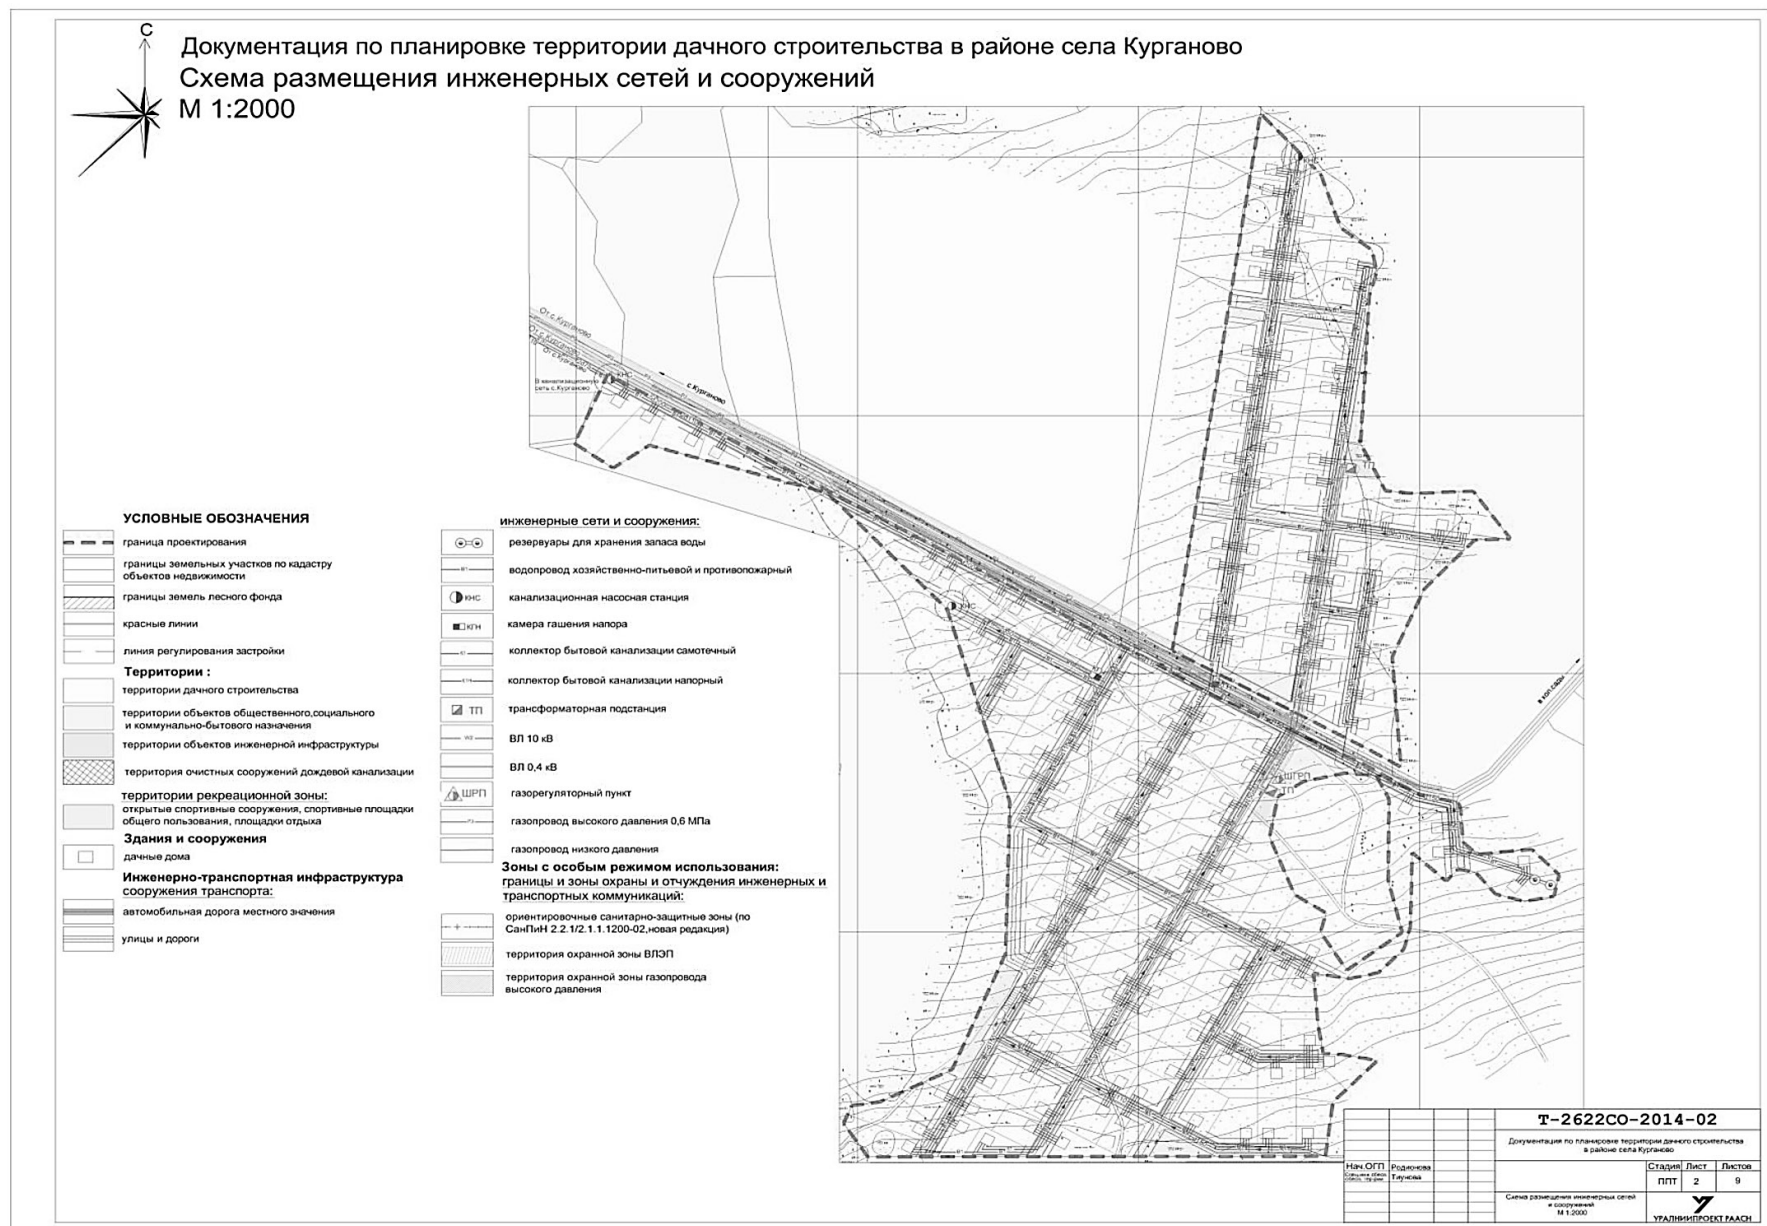 С
Документация по планировке территории дачного строительства в районе села Курганово
Схема размещения инженерных сетей и сооружений
М 1:2000
От с.Курганово
От с.Курганово
От с.Курганово
В канализационную
сеть с.Курганово
КНС
с.Курганово
КНС
КНС
ТП
ШГРП
ТП
УСЛОВНЫЕ ОБОЗНАЧЕНИЯ
граница проектирования
границы земельных участков по кадастру
объектов недвижимости
границы земель лесного фонда
красные линии
линия регулирования застройки
Территории :
территории дачного строительства
территории объектов общественного,социального
и коммунально-бытового назначения
территории объектов инженерной инфраструктуры
территория очистных сооружений дождевой канализации
территории рекреационной зоны:
открытые спортивные сооружения, спортивные площадки
общего пользования, площадки отдыха
Здания и сооружения
дачные дома
Инженерно-транспортная инфраструктура
сооружения транспорта:
автомобильная дорога местного значения
улицы и дороги
инженерные сети и сооружения:
резервуары для хранения запаса воды
В1 водопровод хозяйственно-питьевой и противопожарный
КНС канализационная насосная станция
КГН камера гашения напора
коллектор бытовой канализации самотечный
коллектор бытовой канализации напорный
ТП трансформаторная подстанция
ВЛ 10 кВ
ВЛ 0,4 кВ
ШРП газорегуляторный пункт
газопровод высокого давления 0,6 МПа
газопровод низкого давления
Зоны с особым режимом использования:
границы и зоны охраны и отчуждения инженерных и
транспортных коммуникаций:
ориентировочные санитарно-защитные зоны (по
СанПиН 2.2.1/2.1.1.1200-02,новая редакция)
территория охранной зоны ВЛЭП
территория охранной зоны газопровода
высокого давления
Т-2622СО-2014-02
Документация по планировке территории дачного строительства
в районе села Курганово
Нач.ОГП Родионова
Тиунова
Стадия Лист Листов
ППТ 2 9
Схема размещения инженерных сетей
и сооружений
М 1:2000
УРАЛНИИПРОЕКТ РААСН